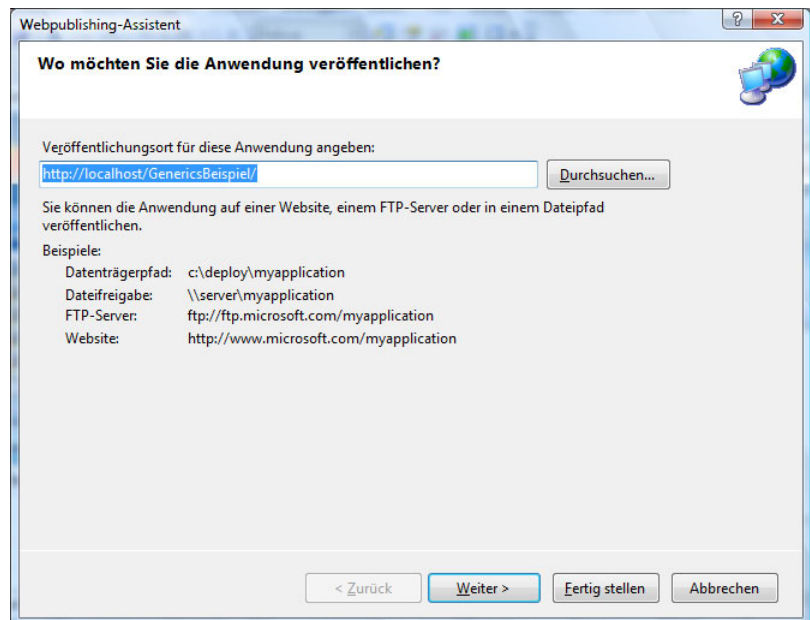 Webpublishing-Assistent
Wo möchten Sie die Anwendung veröffentlichen?
Veröffentlichungsort für diese Anwendung angeben:
http://localhost/GenericsBeispiel/
Durchsuchen...
Sie können die Anwendung auf einer Website, einem FTP-Server oder in einem Dateipfad
veröffentlichen.
Beispiele:
Datenträgerpfad: c:\deploy\myapplication
Dateifreigabe: \\server\myapplication
FTP-Server: ftp://ftp.microsoft.com/myapplication
Website: http://www.microsoft.com/myapplication
< Zurück Weiter > Fertig stellen Abbrechen